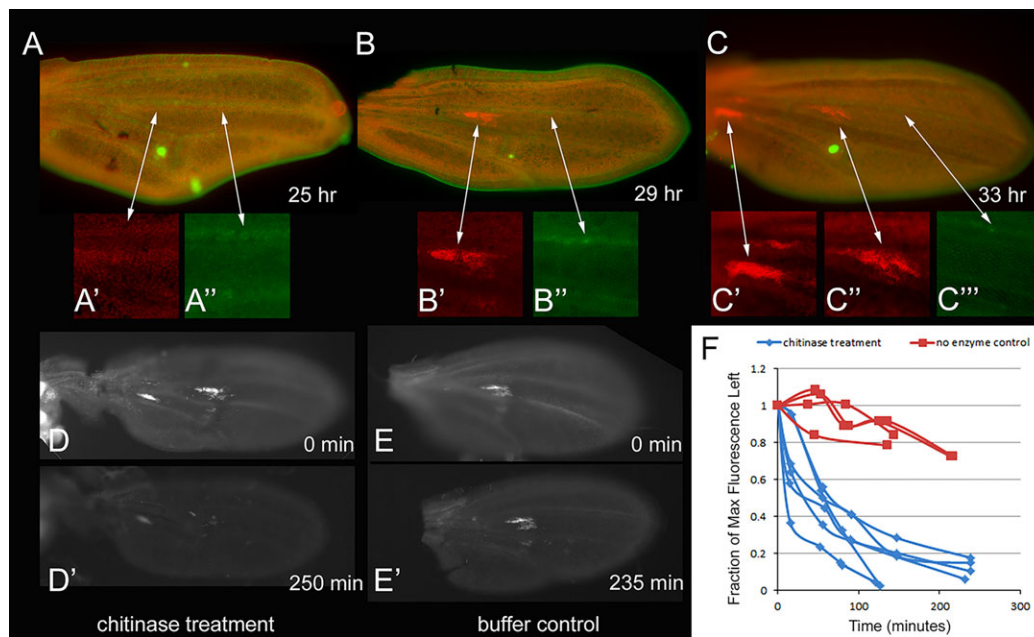 A
B
C
25 hr
29 hr
33 hr
A'
A''
B'
B''
C'
C''
C'''
D
0 min
E
0 min
D'
250 min
E'
235 min
chitinase treatment
buffer control
F
chitinase treatment
no enzyme control
Fraction of Max Fluorescence Left
1.2
1
0.8
0.6
0.4
0.2
0
0
100
200
300
Time (minutes)